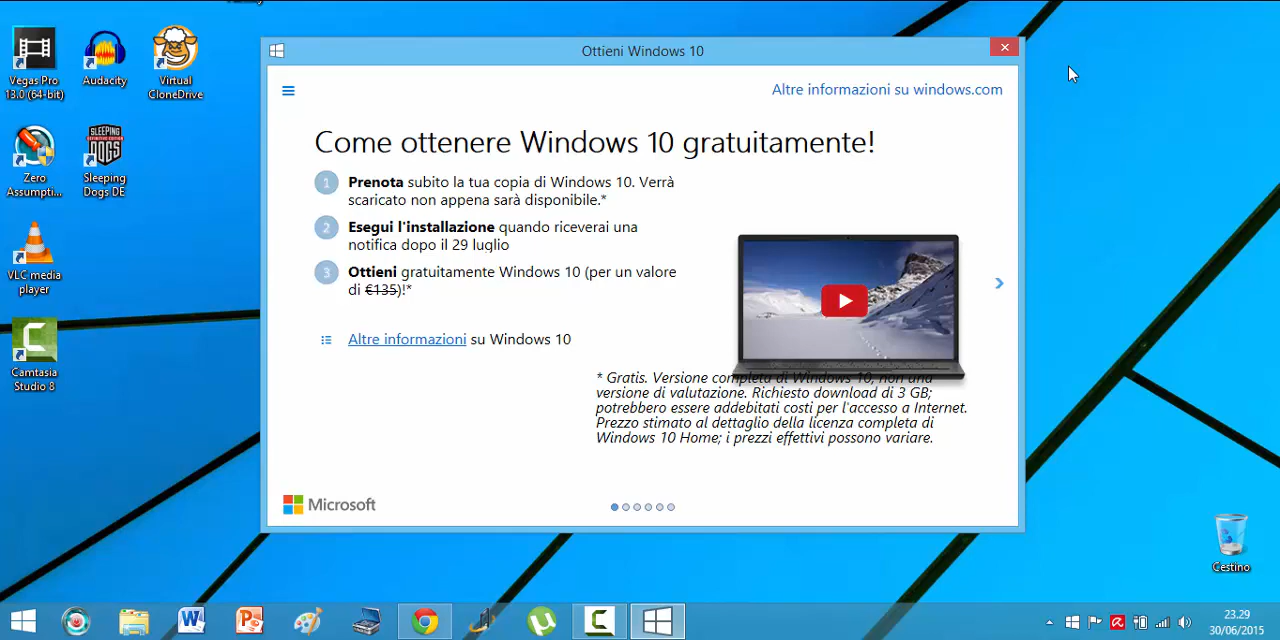 Vegas Pro
13.0 (64-bit)
Audacity
Virtual
CloneDrive
Zero
Assumpti...
SLEEPING
DOGS
Sleeping
Dogs DE
VLC media
player
Camtasia
Studio 8
Ottieni Windows 10
Altre informazioni su windows.com
Come ottenere Windows 10 gratuitamente!
1 Prenota subito la tua copia di Windows 10. Verrà
scaricato non appena sarà disponibile.*
2 Esegui l'installazione quando riceverai una
notifica dopo il 29 luglio
3 Ottieni gratuitamente Windows 10 (per un valore
di €135)!*
Altre informazioni su Windows 10
* Gratis. Versione completa di Windows 10, non una
versione di valutazione. Richiesto download di 3 GB;
potrebbero essere addebitati costi per l'accesso a Internet.
Prezzo stimato al dettaglio della licenza completa di
Windows 10 Home; i prezzi effettivi possono variare.
Microsoft
Cestino
23.29
30/06/2015